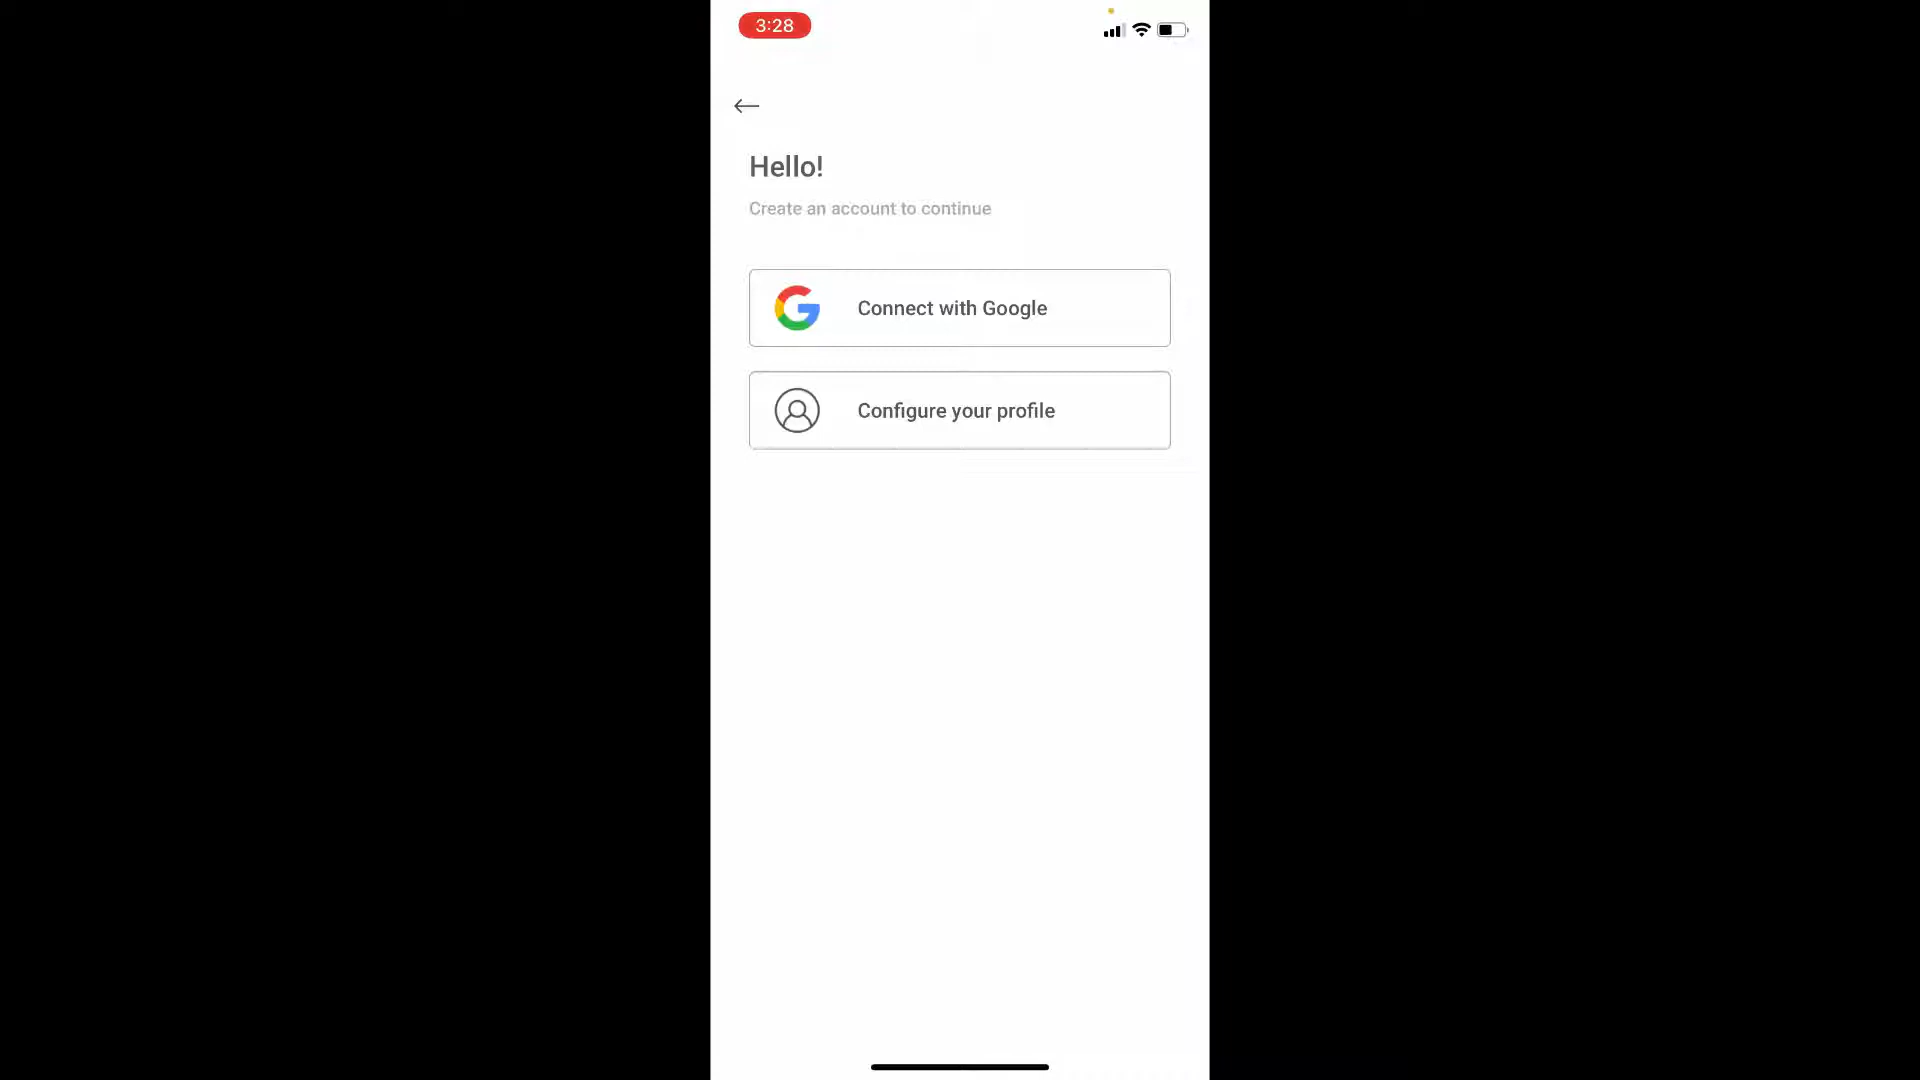 3:28
Hello!
Create an account to continue
Connect with Google
Configure your profile